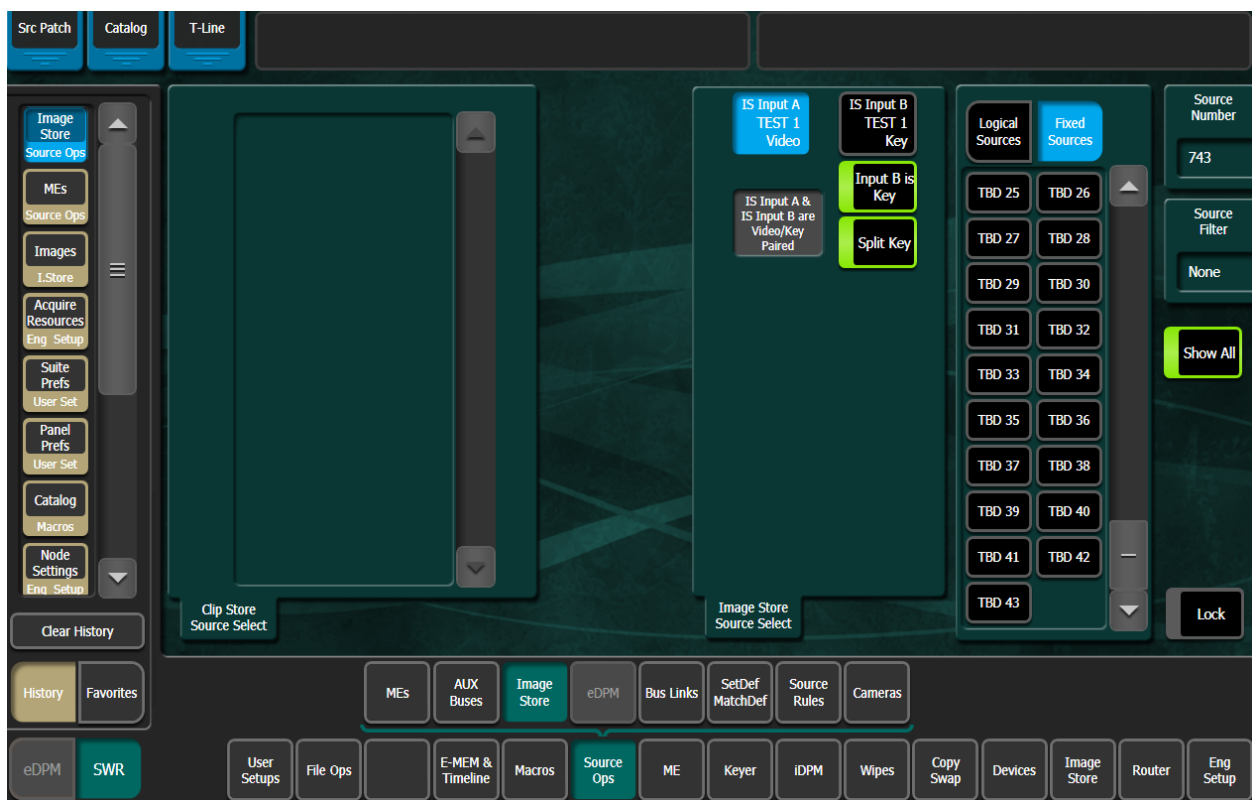 Src Patch
Catalog
T-Line
Image
Store
Source Ops
MEs
Source Ops
Images
I.Store
Acquire
Resources
Eng Setup
Suite
Prefs
User Set
Panel
Prefs
User Set
Catalog
Macros
Node
Settings
Eng Setup
Clear History
History
Favorites
eDPM
SWR
Clip Store
Source Select
IS Input A
TEST 1
Video
IS Input B
TEST 1
Key
Input B is
Key
IS Input A &
IS Input B are
Video/Key
Paired
Split Key
Image Store
Source Select
Logical
Sources
Fixed
Sources
TBD 25
TBD 26
TBD 27
TBD 28
TBD 29
TBD 30
TBD 31
TBD 32
TBD 33
TBD 34
TBD 35
TBD 36
TBD 37
TBD 38
TBD 39
TBD 40
TBD 41
TBD 42
TBD 43
Source
Number
743
Source
Filter
None
Show All
Lock
MEs
AUX
Buses
Image
Store
eDPM
Bus Links
SetDef
MatchDef
Source
Rules
Cameras
User
Setups
File Ops
E-MEM &
Timeline
Macros
Source
Ops
ME
Keyer
iDPM
Wipes
Copy
Swap
Devices
Image
Store
Router
Eng
Setup